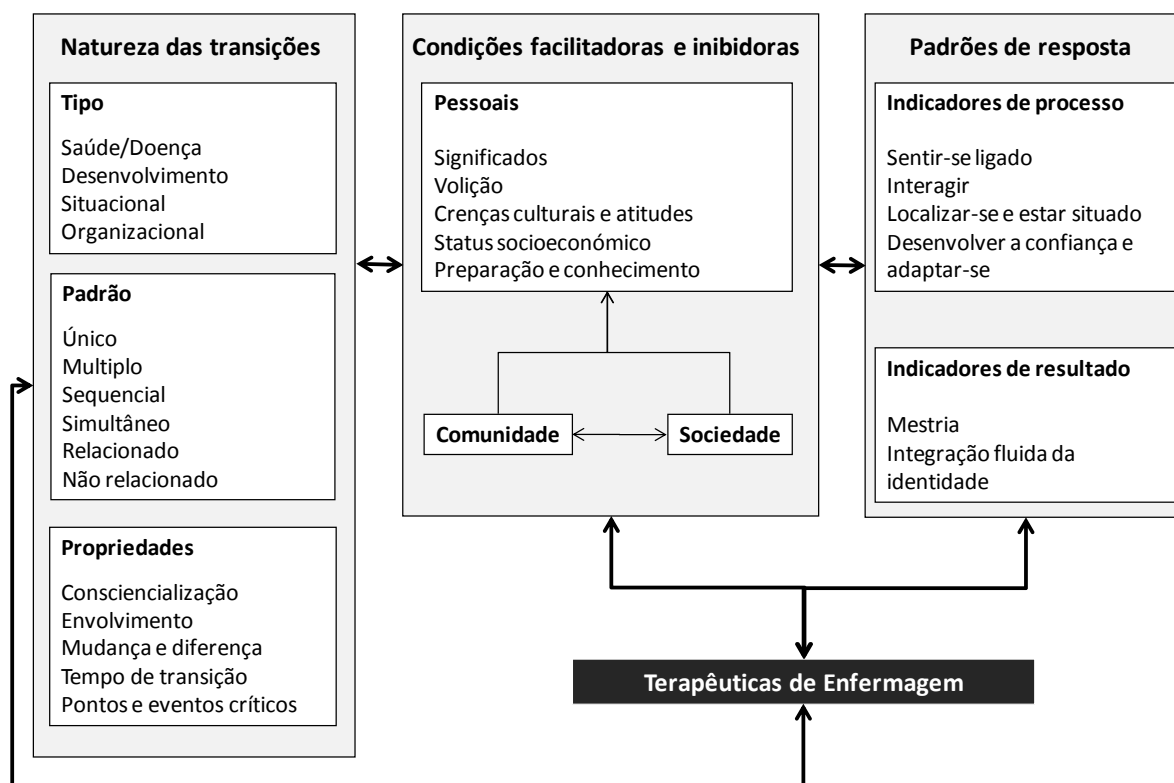 Natureza das transições
Tipo
Saúde/Doença
Desenvolvimento
Situacional
Organizacional
Padrão
Único
Multiplo
Sequencial
Simultâneo
Relacionado
Não relacionado
Propriedades
Consciencialização
Envolvimento
Mudança e diferença
Tempo de transição
Pontos e eventos críticos
Condições facilitadoras e inibidoras
Pessoais
Significados
Volição
Crenças culturais e atitudes
Status socioeconómico
Preparação e conhecimento
Comunidade
Sociedade
Padrões de resposta
Indicadores de processo
Sentir-se ligado
Interagir
Localizar-se e estar situado
Desenvolver a confiança e
adaptar-se
Indicadores de resultado
Mestria
Integração fluida da
identidade
Terapêuticas de Enfermagem